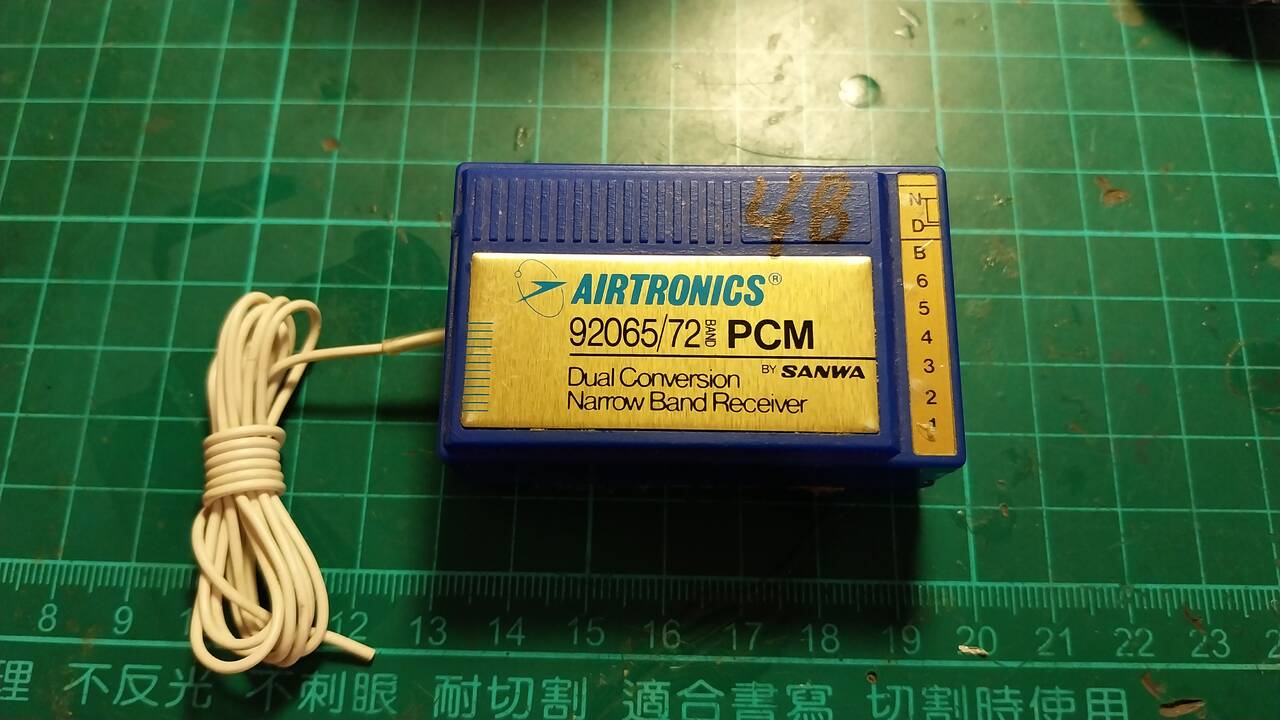 48
AIRTRONICS®
92065/72 BAND PCM
BY SANWA
Dual Conversion
Narrow Band Receiver
N
D
B
6
5
4
3
2
1
8 9 12 13 14 15 16 17 18 19 20 21 22 23
理 不反光 不刺眼 耐切割 適合書寫 切割時使用